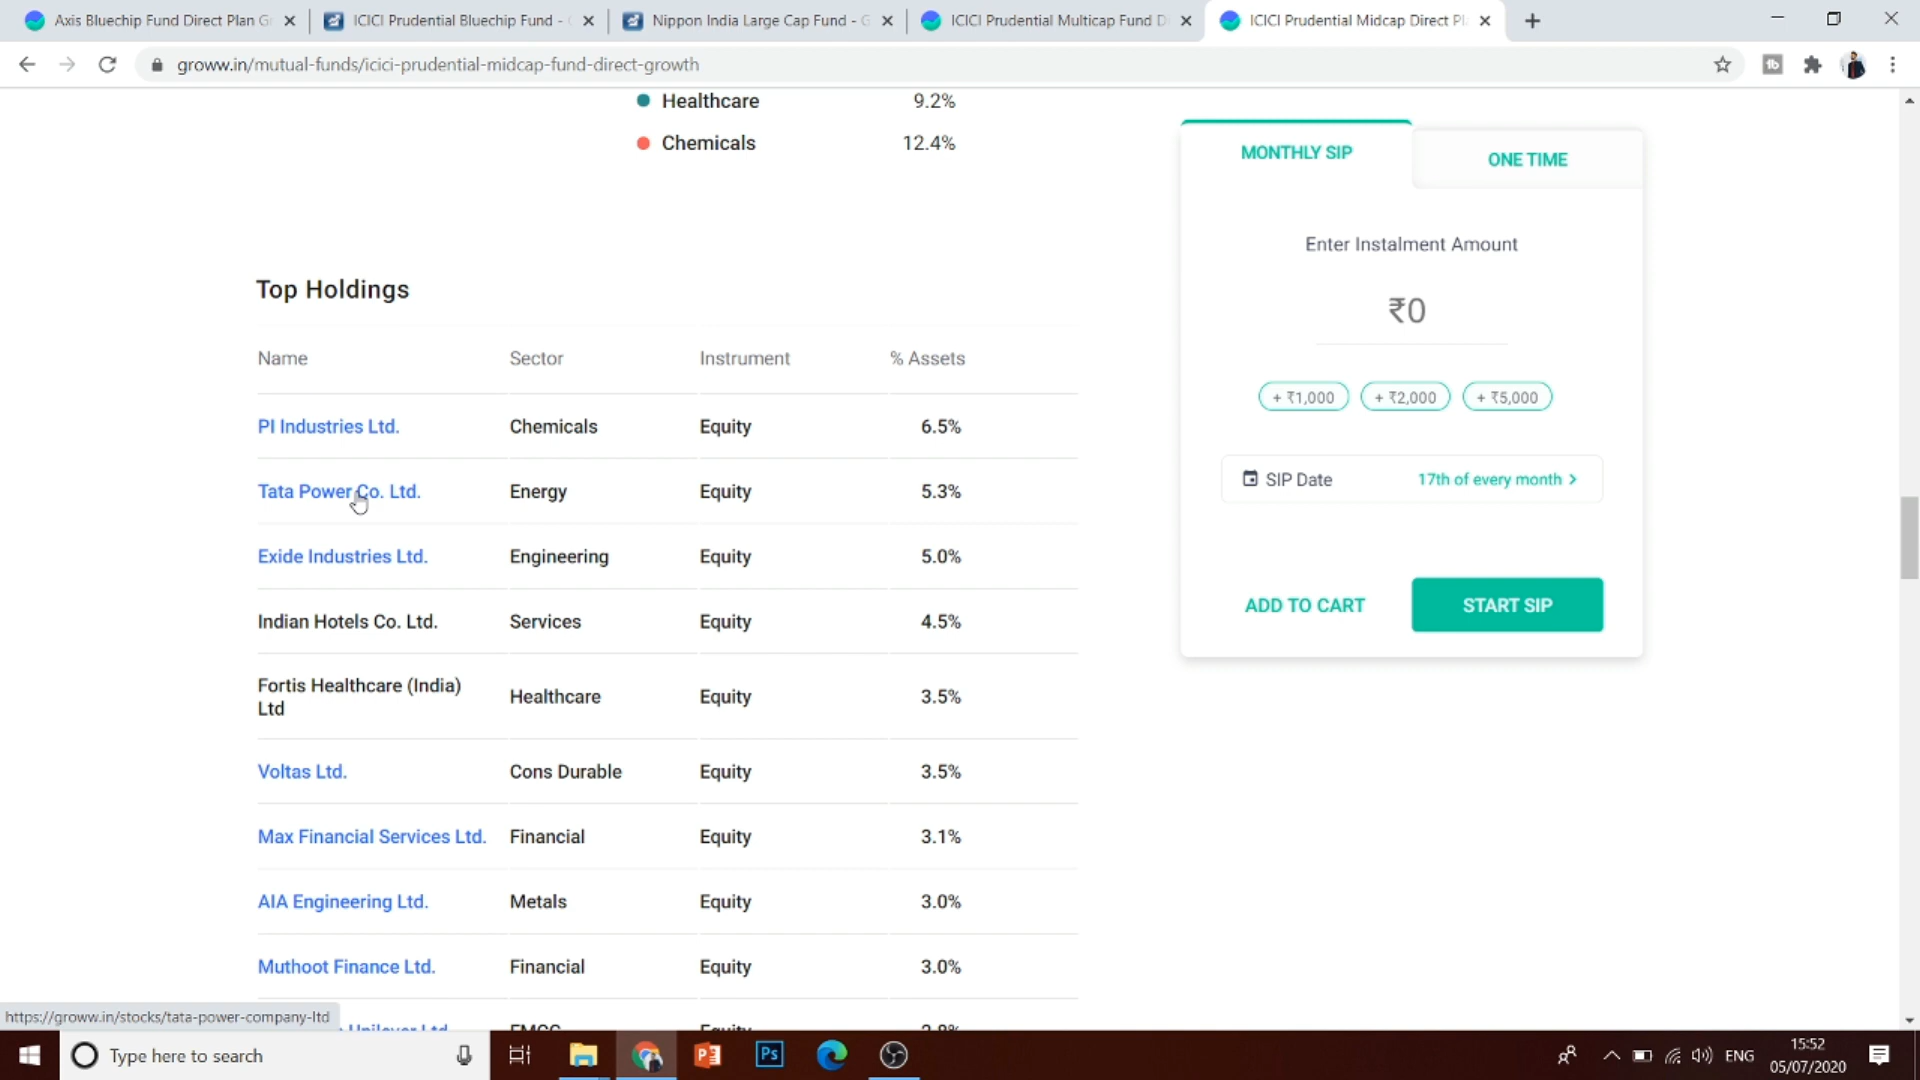 Axis Bluechip Fund Direct Plan Gr
ICICI Prudential Bluechip Fund -
Nippon India Large Cap Fund - G
ICICI Prudential Multicap Fund D
ICICI Prudential Midcap Direct Pl
groww.in/mutual-funds/icici-prudential-midcap-fund-direct-growth
Healthcare 9.2%
Chemicals 12.4%
MONTHLY SIP
ONE TIME
Enter Instalment Amount
₹0
+ ₹1,000 + ₹2,000 + ₹5,000
SIP Date 17th of every month >
ADD TO CART START SIP
Top Holdings
Name Sector Instrument % Assets
PI Industries Ltd. Chemicals Equity 6.5%
Tata Power Co. Ltd. Energy Equity 5.3%
Exide Industries Ltd. Engineering Equity 5.0%
Indian Hotels Co. Ltd. Services Equity 4.5%
Fortis Healthcare (India)
Ltd Healthcare Equity 3.5%
Voltas Ltd. Cons Durable Equity 3.5%
Max Financial Services Ltd. Financial Equity 3.1%
AIA Engineering Ltd. Metals Equity 3.0%
Muthoot Finance Ltd. Financial Equity 3.0%
https://groww.in/stocks/tata-power-company-ltd
Unilever Ltd FMCG Equity 2.8%
Type here to search
ENG
15:52
05/07/2020